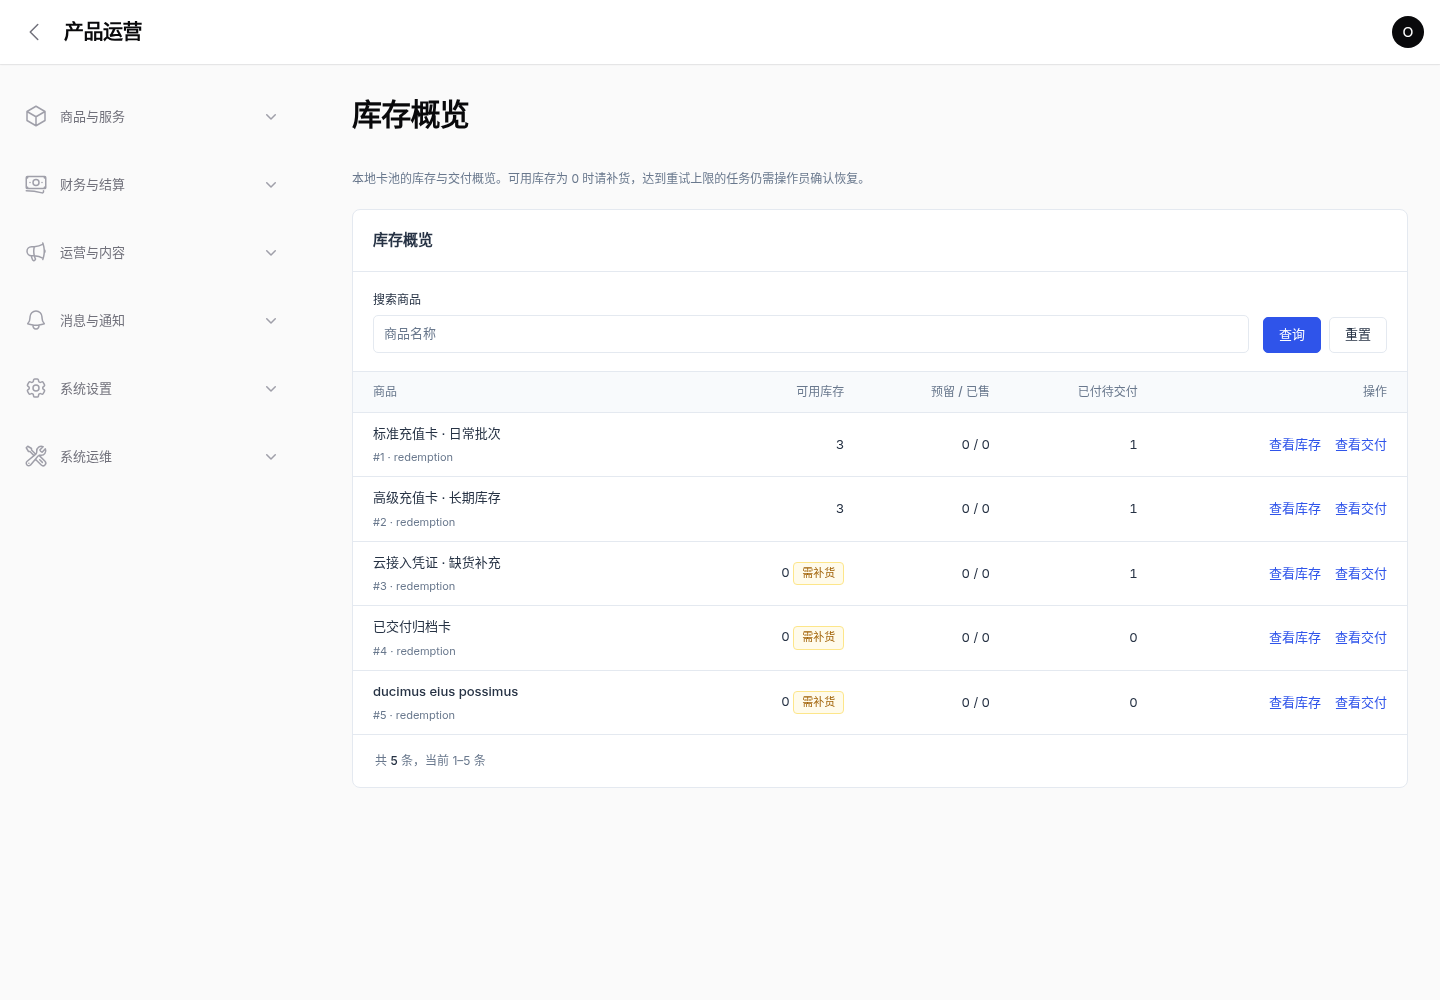 产品运营
O
商品与服务
财务与结算
运营与内容
消息与通知
系统设置
系统运维
库存概览
本地卡池的库存与交付概览。可用库存为 0 时请补货，达到重试上限的任务仍需操作员确认恢复。
库存概览
搜索商品
商品名称
查询 重置
商品 可用库存 预留 / 已售 已付待交付 操作
标准充值卡 · 日常批次
#1 · redemption
3 0 / 0 1 查看库存 查看交付
高级充值卡 · 长期库存
#2 · redemption
3 0 / 0 1 查看库存 查看交付
云接入凭证 · 缺货补充
#3 · redemption
0 需补货 0 / 0 1 查看库存 查看交付
已交付归档卡
#4 · redemption
0 需补货 0 / 0 0 查看库存 查看交付
ducimus eius possimus
#5 · redemption
0 需补货 0 / 0 0 查看库存 查看交付
共 5 条，当前 1–5 条